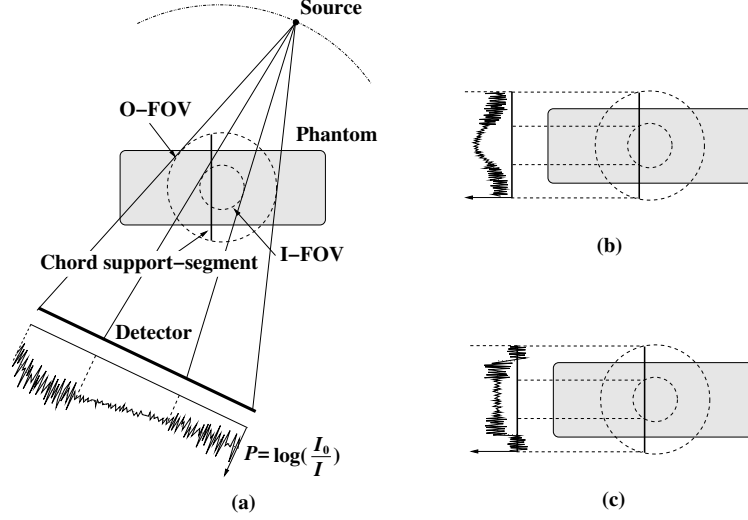 Source
O−FOV
Phantom
Chord support−segment
I−FOV
Detector
P = log(I₀/I)
(a)
(b)
(c)